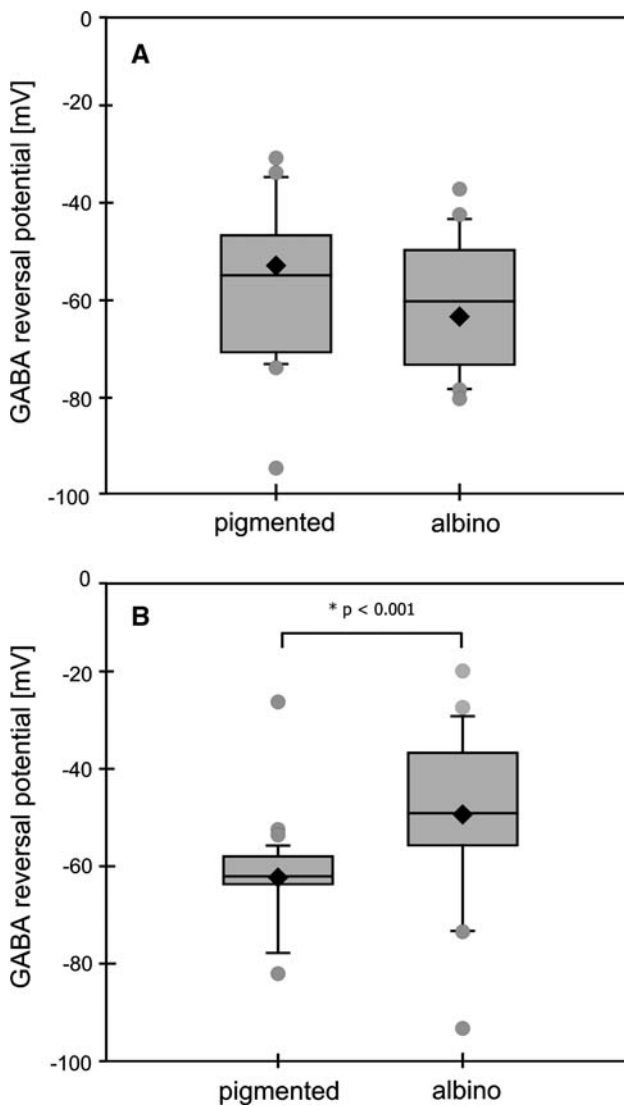 0
A
-20
-40
-60
-80
-100
GABA reversal potential [mV]
pigmented
albino
0
B
* p < 0.001
-20
-40
-60
-80
-100
GABA reversal potential [mV]
pigmented
albino